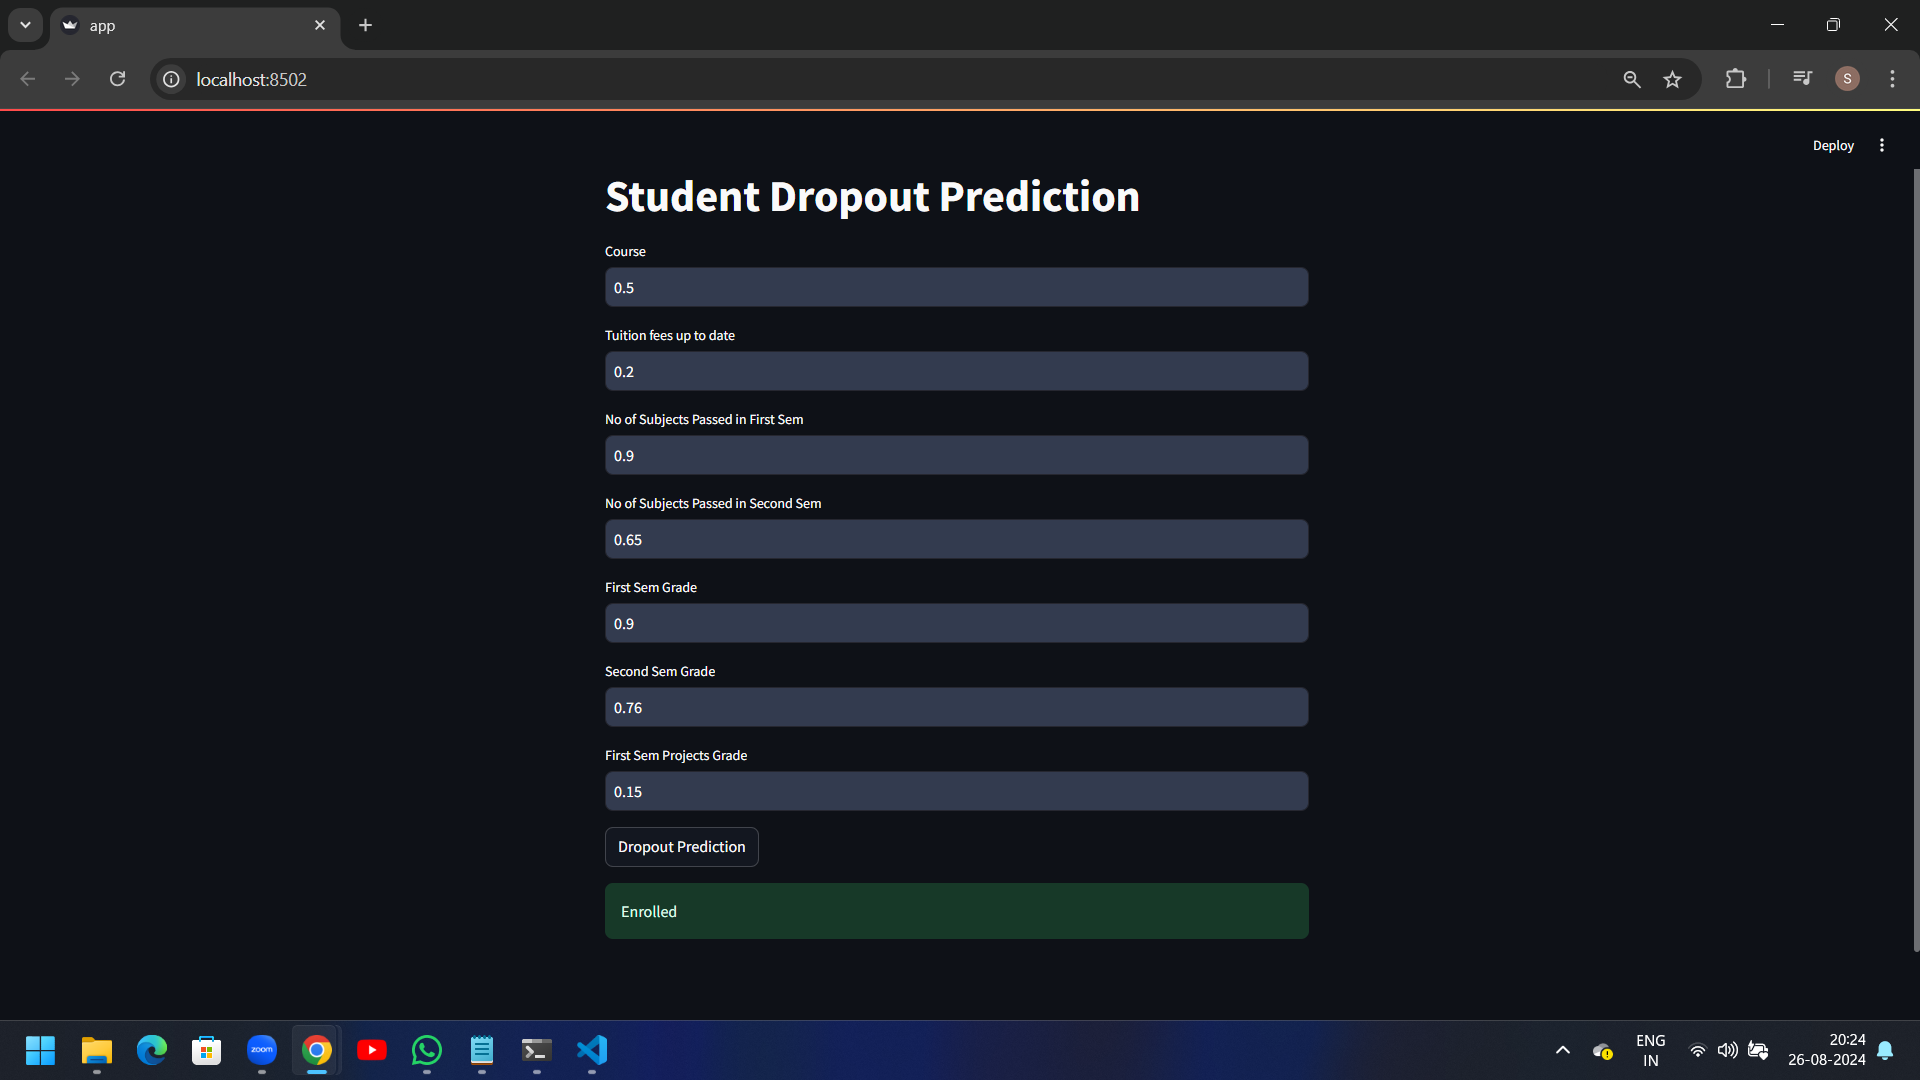 app
localhost:8502
S
Deploy
Student Dropout Prediction
Course
0.5
Tuition fees up to date
0.2
No of Subjects Passed in First Sem
0.9
No of Subjects Passed in Second Sem
0.65
First Sem Grade
0.9
Second Sem Grade
0.76
First Sem Projects Grade
0.15
Dropout Prediction
Enrolled
zoom
ENG
IN
20:24
26-08-2024